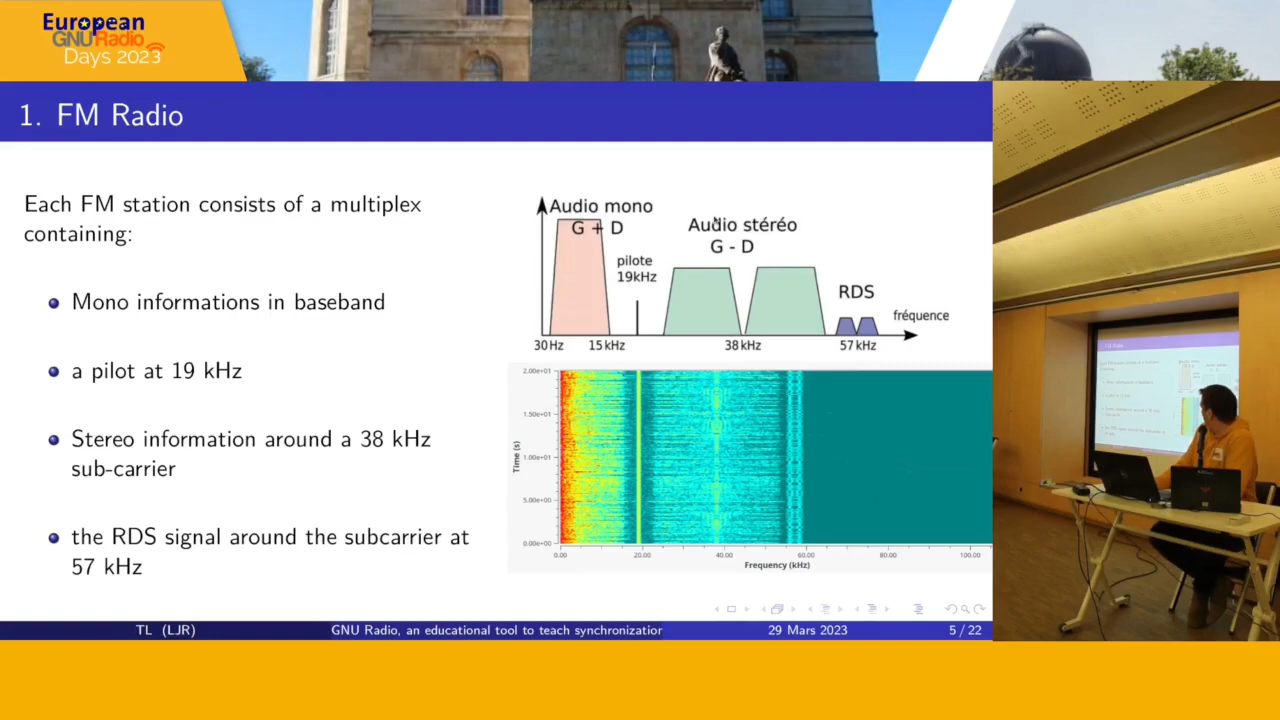 European
GNU Radio
Days 2023
1. FM Radio
Each FM station consists of a multiplex
containing:
Mono informations in baseband
a pilot at 19 kHz
Stereo information around a 38 kHz
sub-carrier
the RDS signal around the subcarrier at
57 kHz
Audio mono
G + D
Audio stéréo
G - D
pilote
19kHz
RDS
fréquence
30 Hz 15 kHz 38 kHz 57 kHz
2.00e+01
1.50e+01
1.00e+01
5.00e+00
0.00e+00
Time (s)
0.00 20.00 40.00 60.00 80.00 100.00
Frequency (kHz)
TL (LJR) GNU Radio, an educational tool to teach synchronization 29 Mars 2023 5 / 22